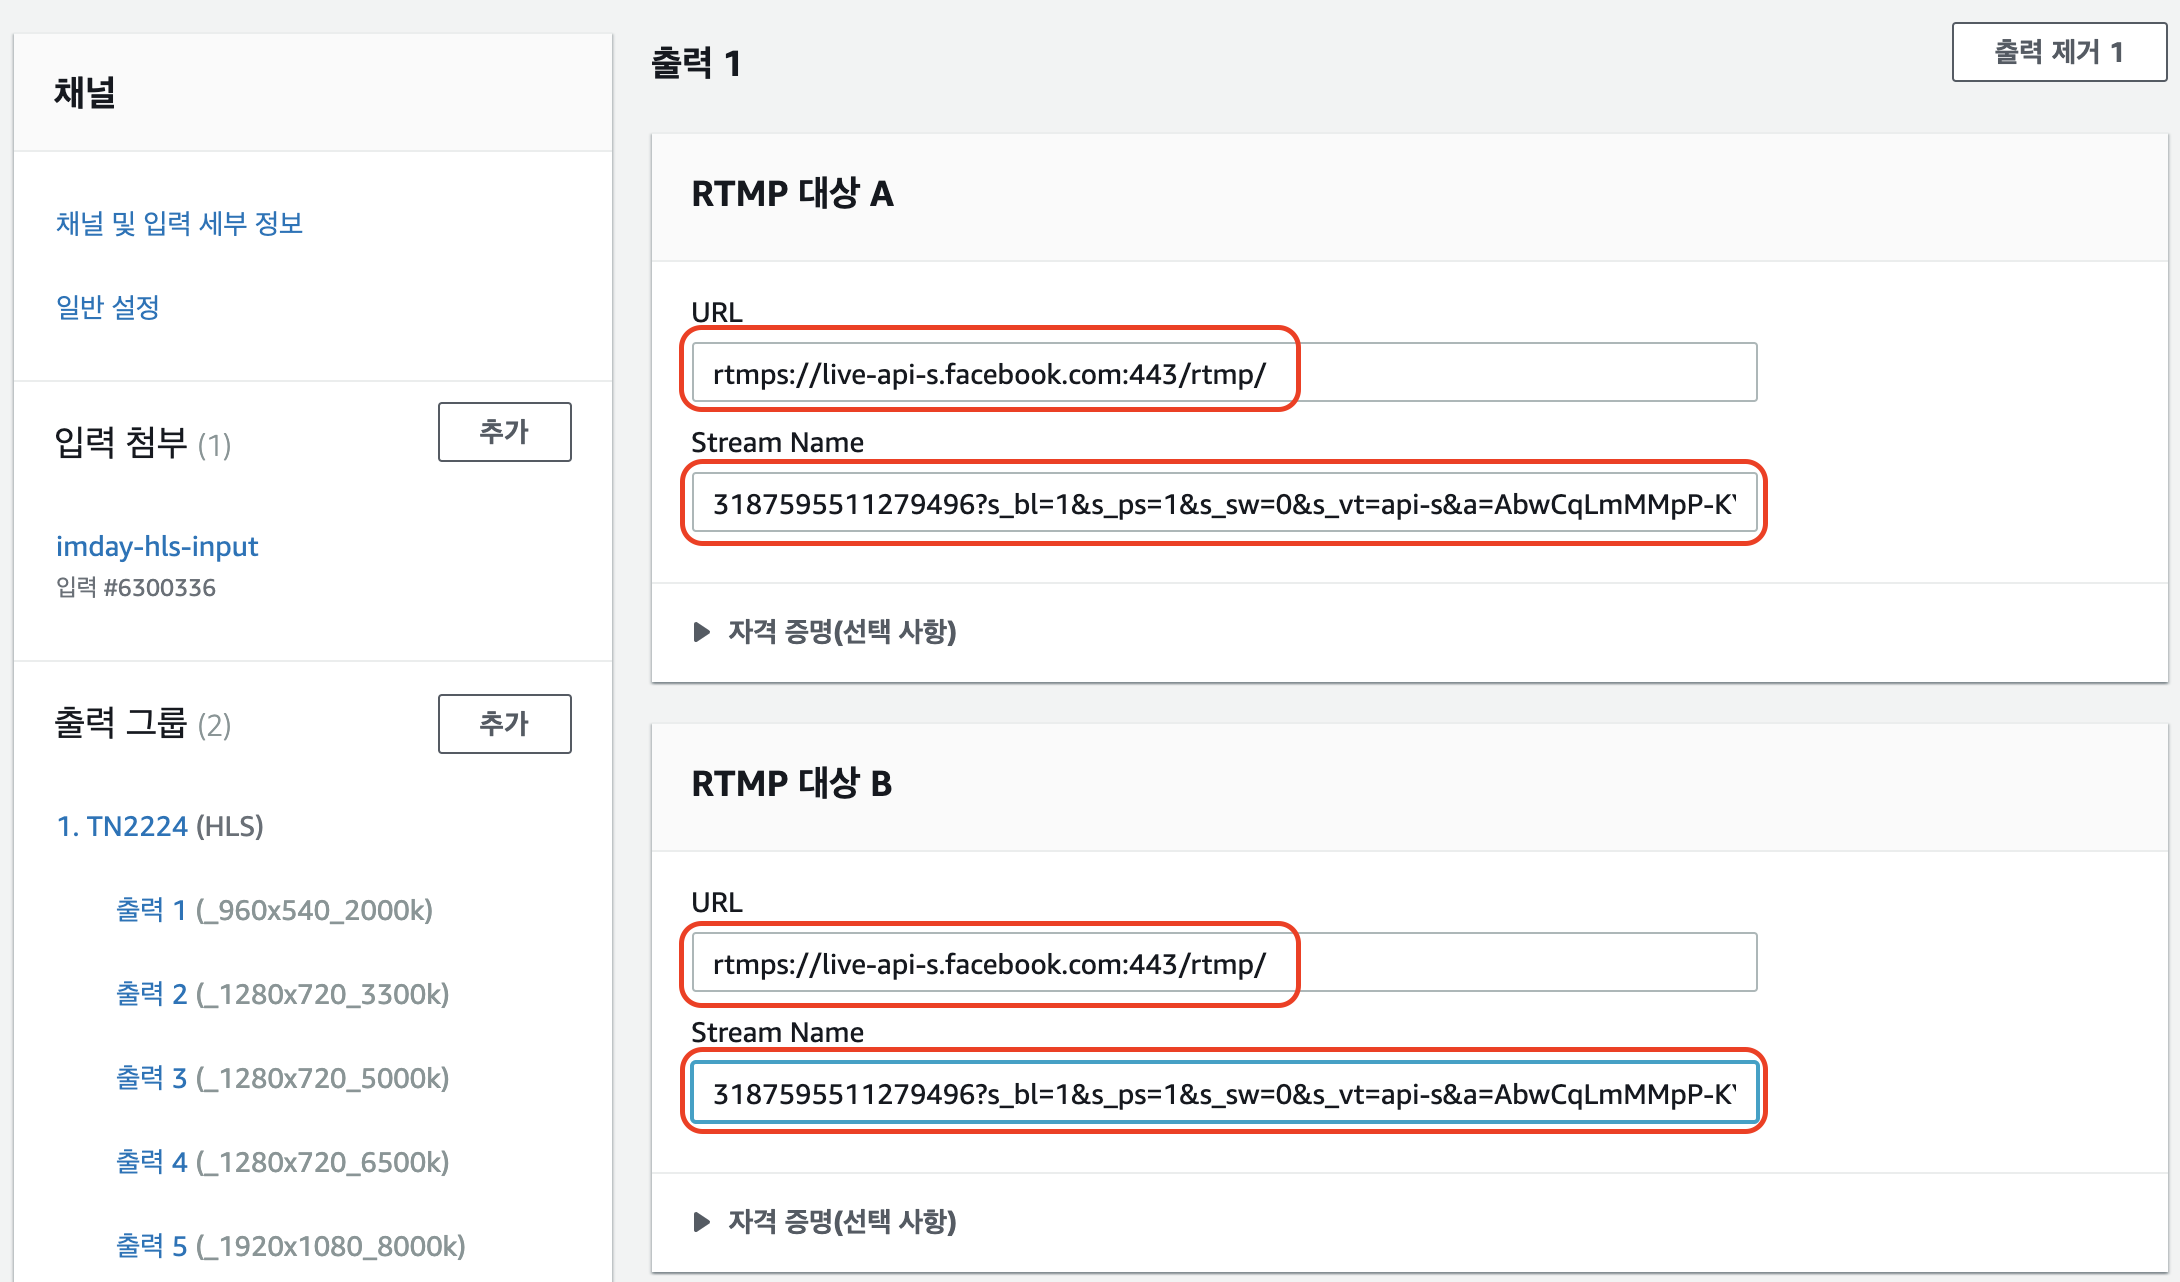 채널
채널 및 입력 세부 정보
일반 설정
입력 첨부 (1)
추가
imday-hls-input
입력 #6300336
출력 그룹 (2)
추가
1. TN2224 (HLS)
출력 1 (_960x540_2000k)
출력 2 (_1280x720_3300k)
출력 3 (_1280x720_5000k)
출력 4 (_1280x720_6500k)
출력 5 (_1920x1080_8000k)
출력 1
출력 제거 1
RTMP 대상 A
URL
rtmps://live-api-s.facebook.com:443/rtmp/
Stream Name
3187595511279496?s_bl=1&s_ps=1&s_sw=0&s_vt=api-s&a=AbwCqLmMMpP-K
▶ 자격 증명(선택 사항)
RTMP 대상 B
URL
rtmps://live-api-s.facebook.com:443/rtmp/
Stream Name
3187595511279496?s_bl=1&s_ps=1&s_sw=0&s_vt=api-s&a=AbwCqLmMMpP-K
▶ 자격 증명(선택 사항)